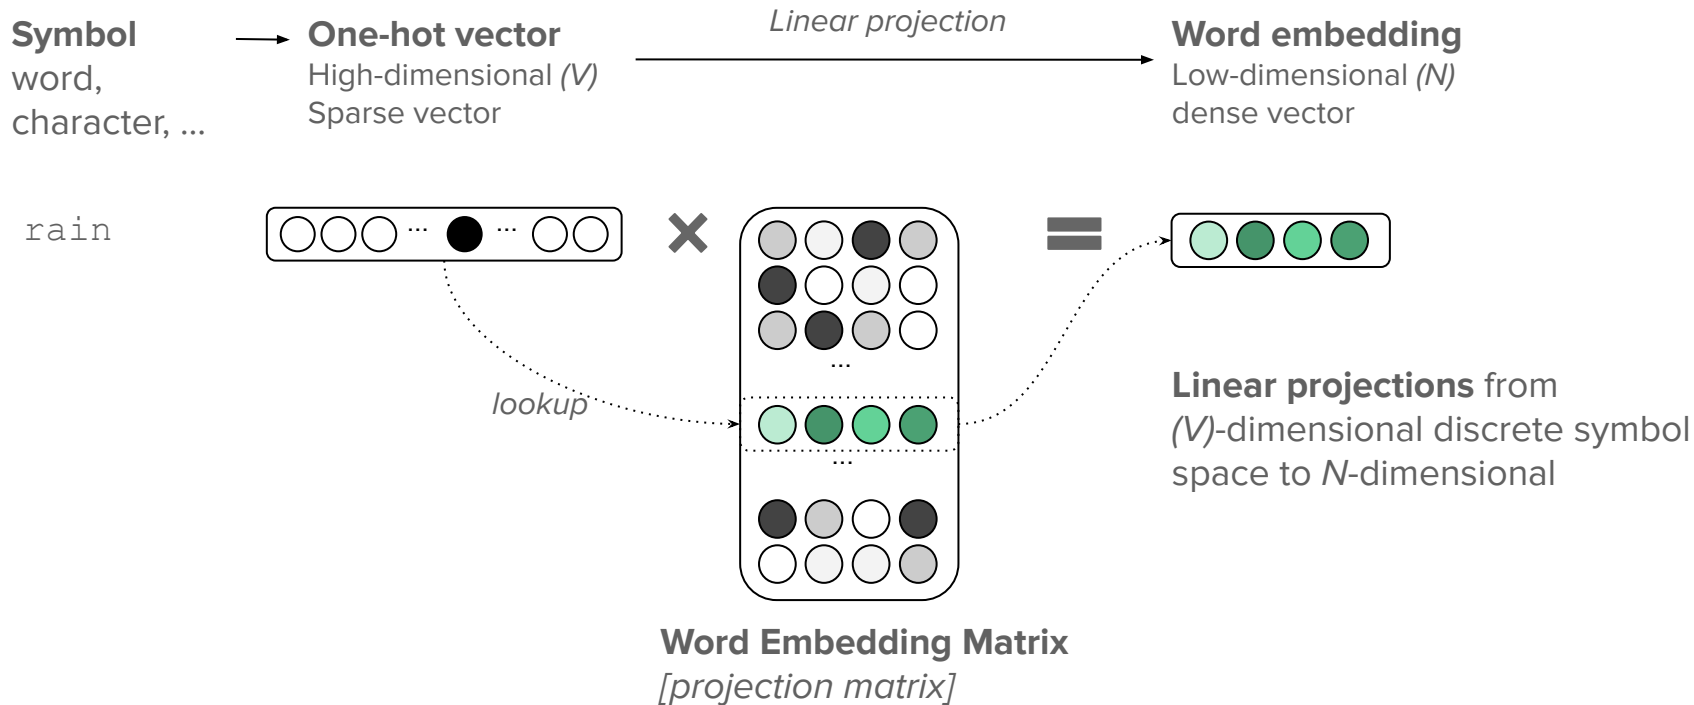 Symbol
word,
character, ...
One-hot vector
High-dimensional (V)
Sparse vector
Linear projection
Word embedding
Low-dimensional (N)
dense vector
rain
...
...
...
lookup
...
Linear projections from
(V)-dimensional discrete symbol
space to N-dimensional
Word Embedding Matrix
[projection matrix]